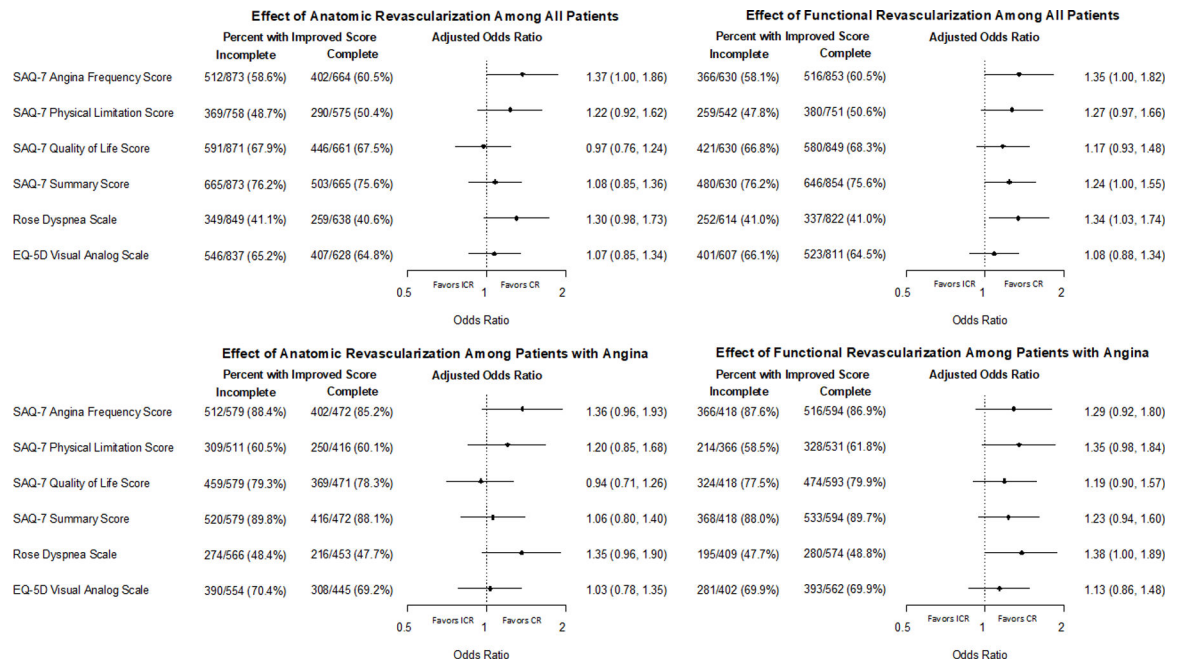 Effect of Anatomic Revascularization Among All Patients
Percent with Improved Score Adjusted Odds Ratio
Incomplete Complete
SAQ-7 Angina Frequency Score 512/873 (58.6%) 402/664 (60.5%) 1.37 (1.00, 1.86)
SAQ-7 Physical Limitation Score 369/758 (48.7%) 290/575 (50.4%) 1.22 (0.92, 1.62)
SAQ-7 Quality of Life Score 591/871 (67.9%) 446/661 (67.5%) 0.97 (0.76, 1.24)
SAQ-7 Summary Score 665/873 (76.2%) 503/665 (75.6%) 1.08 (0.85, 1.36)
Rose Dyspnea Scale 349/849 (41.1%) 259/638 (40.6%) 1.30 (0.98, 1.73)
EQ-5D Visual Analog Scale 546/837 (65.2%) 407/628 (64.8%) 1.07 (0.85, 1.34)
Favors ICR Favors CR
0.5 1 2
Odds Ratio
Effect of Functional Revascularization Among All Patients
Percent with Improved Score Adjusted Odds Ratio
Incomplete Complete
366/630 (58.1%) 516/853 (60.5%) 1.35 (1.00, 1.82)
259/542 (47.8%) 380/751 (50.6%) 1.27 (0.97, 1.66)
421/630 (66.8%) 580/849 (68.3%) 1.17 (0.93, 1.48)
480/630 (76.2%) 646/854 (75.6%) 1.24 (1.00, 1.55)
252/614 (41.0%) 337/822 (41.0%) 1.34 (1.03, 1.74)
401/607 (66.1%) 523/811 (64.5%) 1.08 (0.88, 1.34)
Favors ICR Favors CR
0.5 1 2
Odds Ratio
Effect of Anatomic Revascularization Among Patients with Angina
Percent with Improved Score Adjusted Odds Ratio
Incomplete Complete
SAQ-7 Angina Frequency Score 512/579 (88.4%) 402/472 (85.2%) 1.36 (0.96, 1.93)
SAQ-7 Physical Limitation Score 309/511 (60.5%) 250/416 (60.1%) 1.20 (0.85, 1.68)
SAQ-7 Quality of Life Score 459/579 (79.3%) 369/471 (78.3%) 0.94 (0.71, 1.26)
SAQ-7 Summary Score 520/579 (89.8%) 416/472 (88.1%) 1.06 (0.80, 1.40)
Rose Dyspnea Scale 274/566 (48.4%) 216/453 (47.7%) 1.35 (0.96, 1.90)
EQ-5D Visual Analog Scale 390/554 (70.4%) 308/445 (69.2%) 1.03 (0.78, 1.35)
Favors ICR Favors CR
0.5 1 2
Odds Ratio
Effect of Functional Revascularization Among Patients with Angina
Percent with Improved Score Adjusted Odds Ratio
Incomplete Complete
366/418 (87.6%) 516/594 (86.9%) 1.29 (0.92, 1.80)
214/366 (58.5%) 328/531 (61.8%) 1.35 (0.98, 1.84)
324/418 (77.5%) 474/593 (79.9%) 1.19 (0.90, 1.57)
368/418 (88.0%) 533/594 (89.7%) 1.23 (0.94, 1.60)
195/409 (47.7%) 280/574 (48.8%) 1.38 (1.00, 1.89)
281/402 (69.9%) 393/562 (69.9%) 1.13 (0.86, 1.48)
Favors ICR Favors CR
0.5 1 2
Odds Ratio